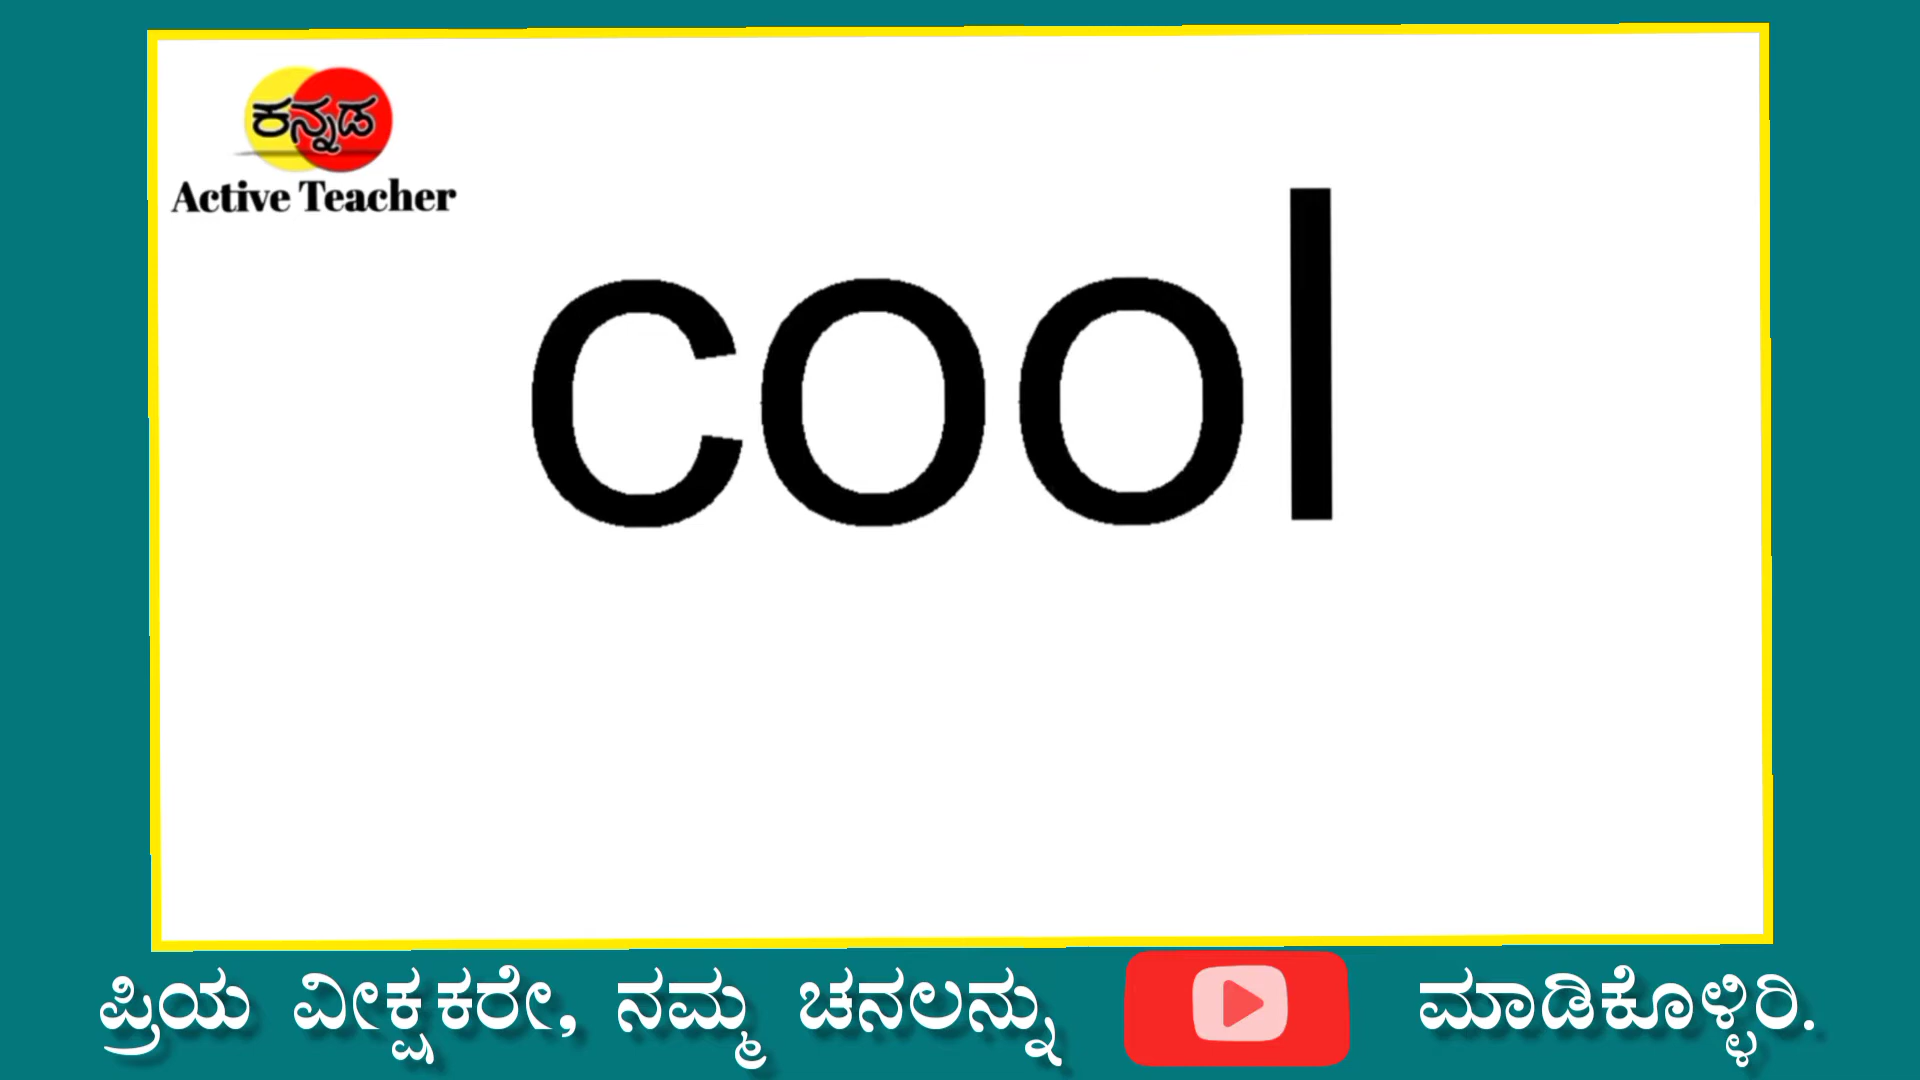 ಕನ್ನಡ
Active Teacher
cool
ಪ್ರಿಯ ವೀಕ್ಷಕರೇ, ನಮ್ಮ ಚನಲನ್ನು ಮಾಡಿಕೊಳ್ಳಿರಿ.